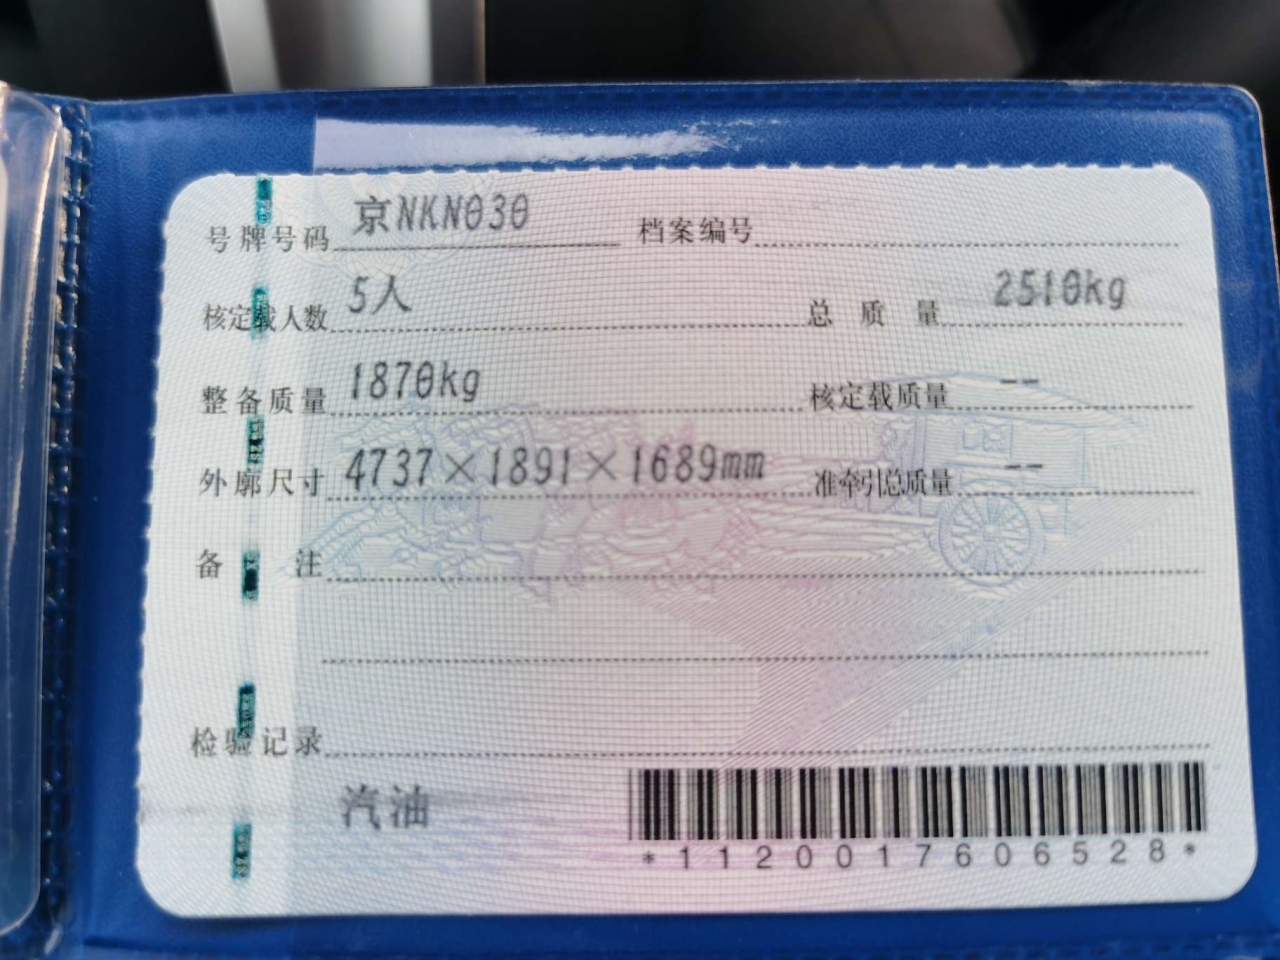 号牌号码 京NKN030 档案编号
核定载人数 5人 总质量 2510kg
整备质量 1870kg 核定载质量 --
外廓尺寸 4737×1891×1689mm 准牵引总质量 --
备注
检验记录
汽油
*1120017606528*